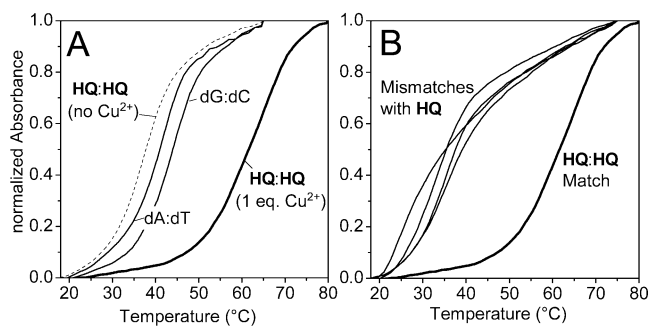 A
HQ:HQ
(no Cu²⁺)
dG:dC
HQ:HQ
(1 eq. Cu²⁺)
dA:dT
normalized Absorbance
1.0
0.8
0.6
0.4
0.2
0.0
20 30 40 50 60 70 80
Temperature (°C)
B
Mismatches
with HQ
HQ:HQ
Match
1.0
0.8
0.6
0.4
0.2
0.0
20 30 40 50 60 70 80
Temperature (°C)